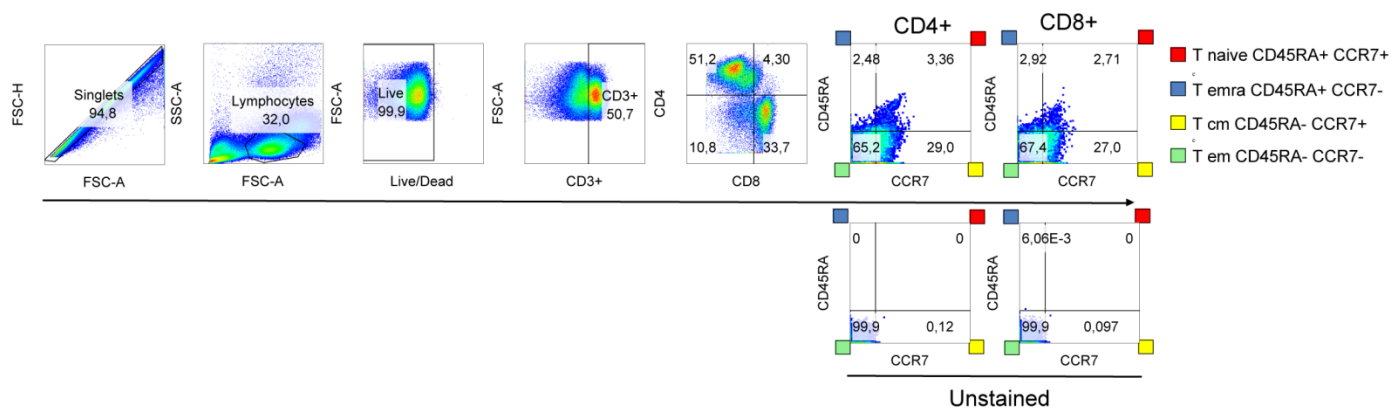 CD4+ CD8+
FSC-H
Singlets
94,8
FSC-A
SSC-A
Lymphocytes
32,0
FSC-A
FSC-A
Live
99,9
Live/Dead
FSC-A
CD3+
50,7
CD3+
CD4
51,2 4,30
10,8 33,7
CD8
CD45RA
2,48 3,36
65,2 29,0
CCR7
CD45RA
2,92 2,71
67,4 27,0
CCR7
T naive CD45RA+ CCR7+
c
T emra CD45RA+ CCR7-
T cm CD45RA- CCR7+
c
T em CD45RA- CCR7-
CD45RA
0 0
99,9 0,12
CCR7
CD45RA
6,06E-3 0
99,9 0,097
CCR7
Unstained